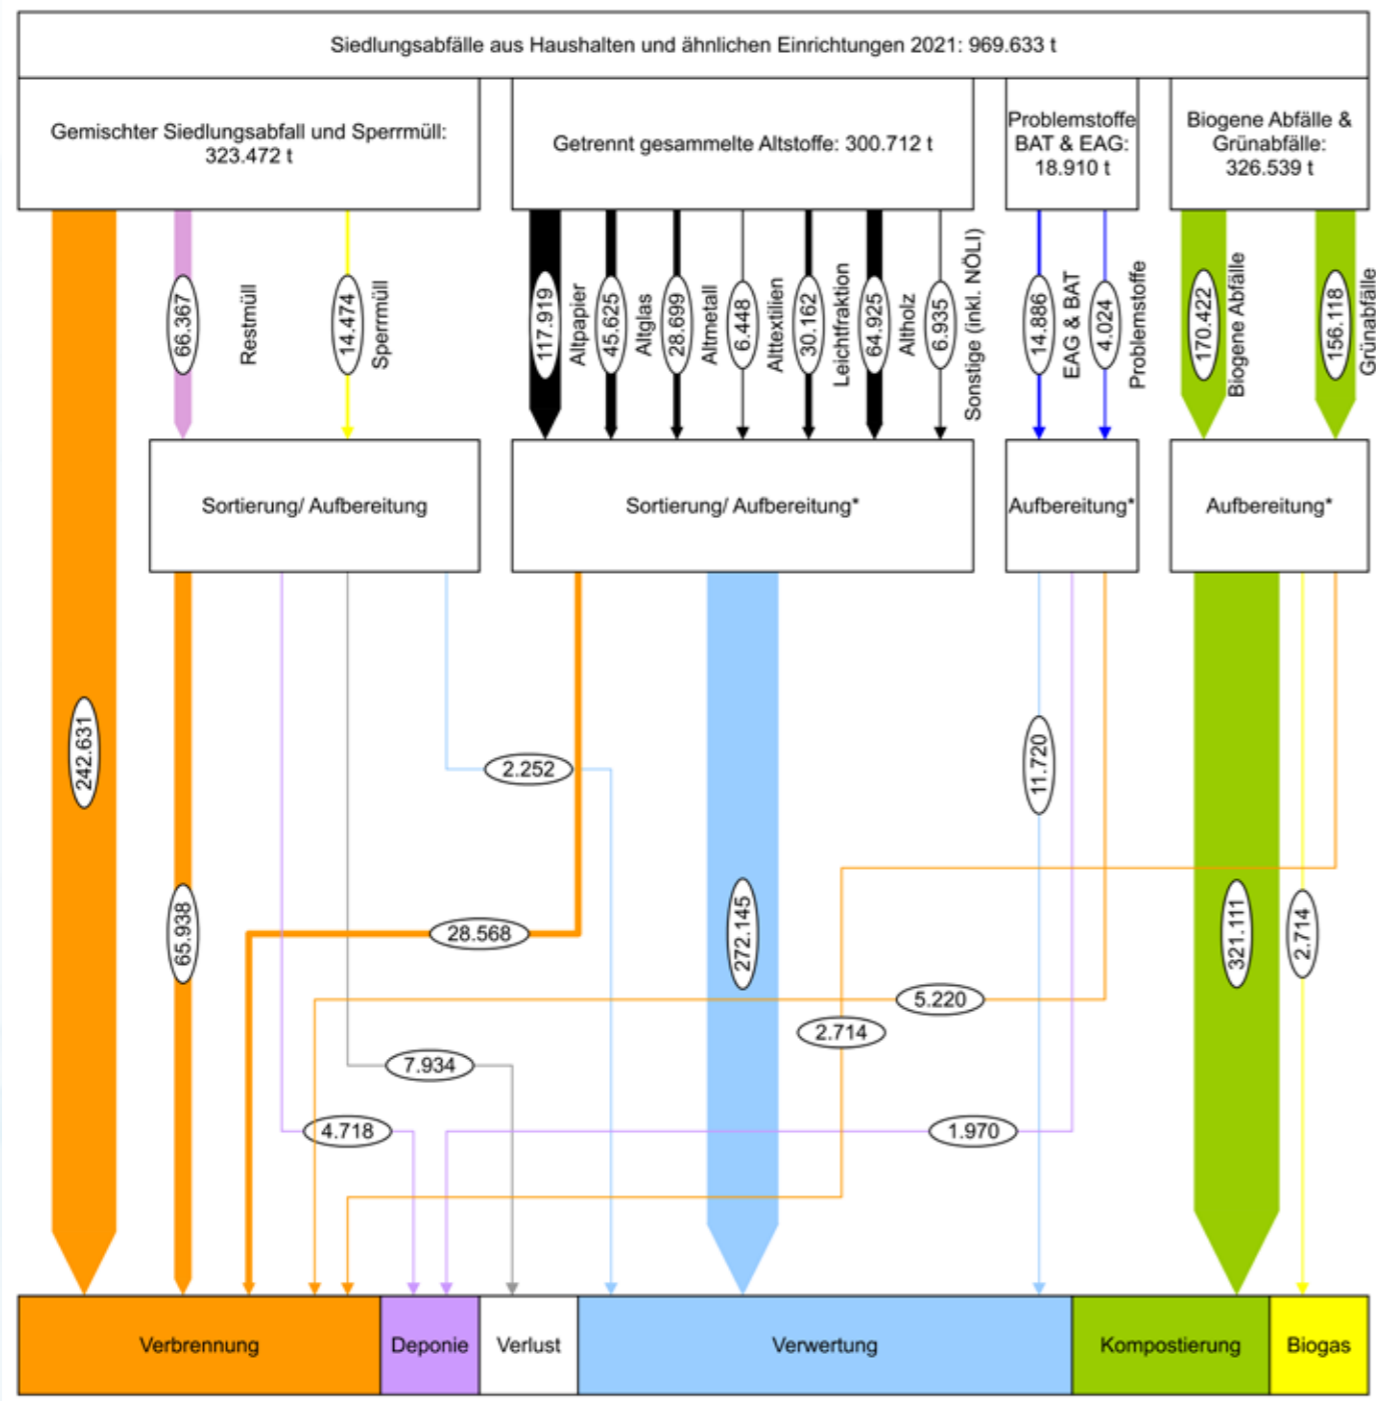 Siedlungsabfälle aus Haushalten und ähnlichen Einrichtungen 2021: 969.633 t
Gemischter Siedlungsabfall und Sperrmüll:
323.472 t
Getrennt gesammelte Altstoffe: 300.712 t
Problemstoffe
BAT & EAG:
18.910 t
Biogene Abfälle &
Grünabfälle:
326.539 t
66.367
Restmüll
14.474
Sperrmüll
117.919
Altpapier
45.625
Altglas
28.699
Altmetall
6.448
Alttextilien
30.162
Leichtfraktion
64.925
Altholz
6.935
Sonstige (inkl. NÖLI)
14.886
EAG & BAT
4.024
Problemstoffe
170.422
Biogene Abfälle
156.118
Grünabfälle
Sortierung/ Aufbereitung
Sortierung/ Aufbereitung*
Aufbereitung*
Aufbereitung*
242.631
2.252
11.720
65.938
28.568
272.145
321.111
2.714
5.220
2.714
7.934
4.718
1.970
Verbrennung
Deponie
Verlust
Verwertung
Kompostierung
Biogas